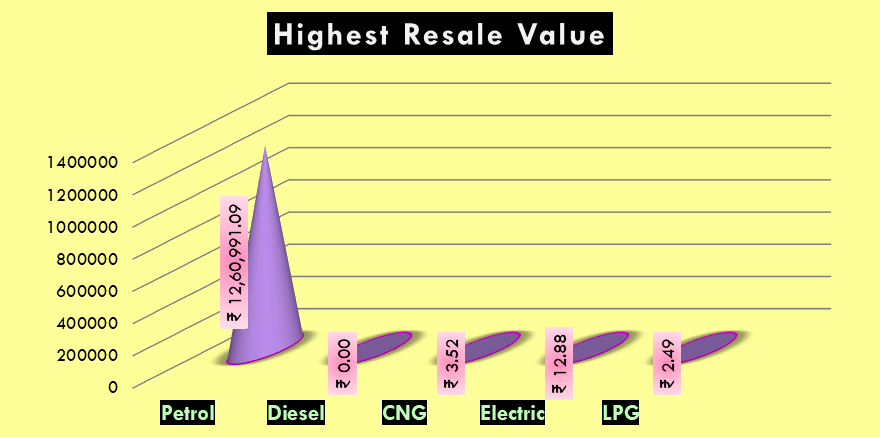 Highest Resale Value
1400000
1200000
1000000
800000
600000
400000
200000
0
₹ 12,60,991.09
₹ 0.00
₹ 3.52
₹ 12.88
₹ 2.49
Petrol
Diesel
CNG
Electric
LPG